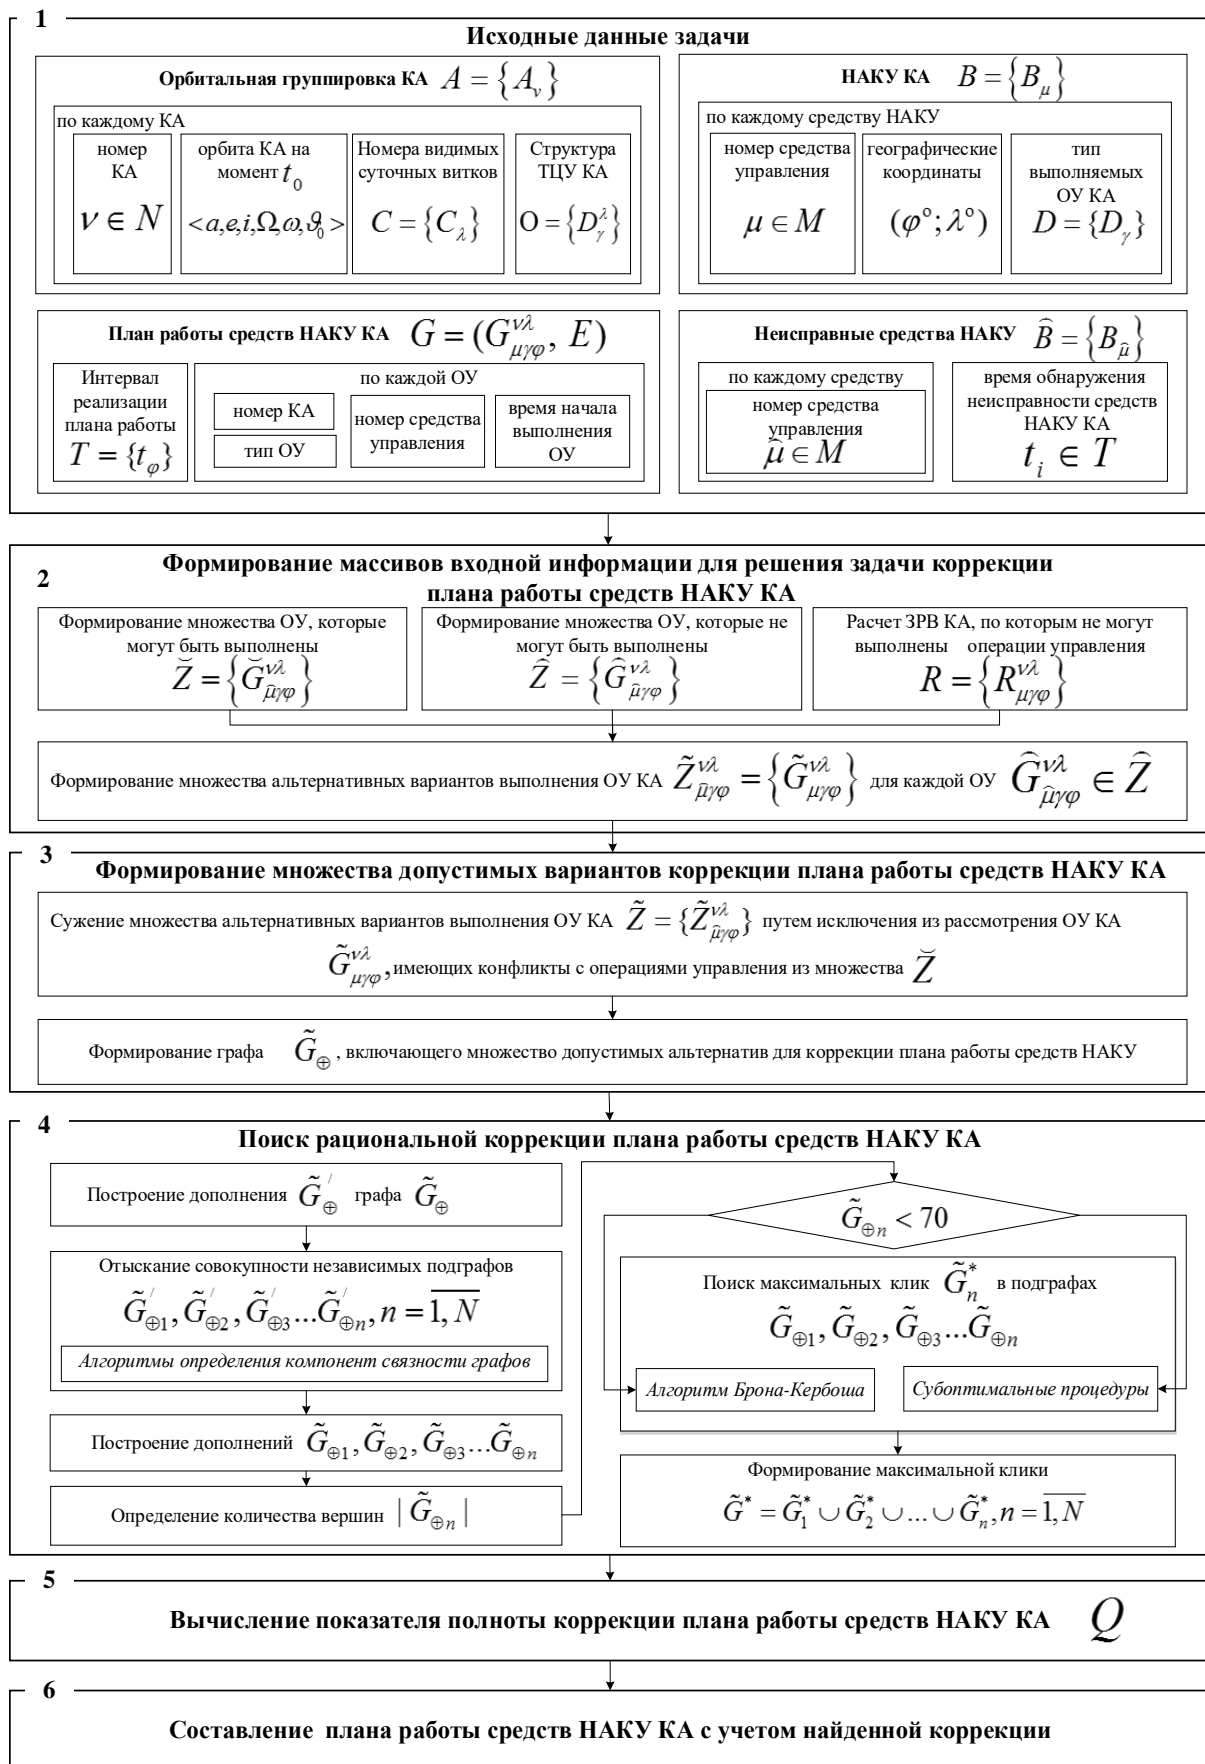 1
Исходные данные задачи
Орбитальная группировка КА A = {A_ν}
по каждому КА
номер
КА
ν ∈ N
орбита КА на
момент t_0
<a,e,i,Ω,ω,ϑ_0>
Номера видимых
суточных витков
C = {C_λ}
Структура
ТЦУ КА
O = {D_γ^λ}
НАКУ КА B = {B_μ}
по каждому средству НАКУ
номер средства
управления
μ ∈ M
географические
координаты
(φ°; λ°)
тип
выполняемых
ОУ КА
D = {D_γ}
План работы средств НАКУ КА G = (G_{μγφ}^{νλ}, E)
Интервал
реализации
плана работы
T = {t_φ}
по каждой ОУ
номер КА
тип ОУ
номер средства
управления
время начала
выполнения
ОУ
Неисправные средства НАКУ B̂ = {B_{μ̂}}
по каждому средству
номер средства
управления
μ̂ ∈ M
время обнаружения
неисправности средств
НАКУ КА
t_i ∈ T
2
Формирование массивов входной информации для решения задачи коррекции
плана работы средств НАКУ КА
Формирование множества ОУ, которые
могут быть выполнены
Z̆ = {Ğ_{μ̂γφ}^{νλ}}
Формирование множества ОУ, которые не
могут быть выполнены
Ẑ = {Ĝ_{μ̂γφ}^{νλ}}
Расчет ЗРВ КА, по которым не могут
выполнены операции управления
R = {R_{μγφ}^{νλ}}
Формирование множества альтернативных вариантов выполнения ОУ КА Z̃_{μ̂γφ}^{νλ} = {G̃_{μγφ}^{νλ}} для каждой ОУ Ĝ_{μ̂γφ}^{νλ} ∈ Ẑ
3
Формирование множества допустимых вариантов коррекции плана работы средств НАКУ КА
Сужение множества альтернативных вариантов выполнения ОУ КА Z̃ = {Z̃_{μ̂γφ}^{νλ}} путем исключения из рассмотрения ОУ КА
G̃_{μγφ}^{νλ}, имеющих конфликты с операциями управления из множества Z̆
Формирование графа G̃_⊕, включающего множество допустимых альтернатив для коррекции плана работы средств НАКУ
4
Поиск рациональной коррекции плана работы средств НАКУ КА
Построение дополнения G̃_⊕^/ графа G̃_⊕
Отыскание совокупности независимых подграфов
G̃_{⊕1}^/, G̃_{⊕2}^/, G̃_{⊕3}^/...G̃_{⊕n}^/, n = \overline{1, N}
Алгоритмы определения компонент связности графов
Построение дополнений G̃_{⊕1}, G̃_{⊕2}, G̃_{⊕3}...G̃_{⊕n}
Определение количества вершин | G̃_{⊕n} |
G̃_{⊕n} < 70
Поиск максимальных клик G̃_n^* в подграфах
G̃_{⊕1}, G̃_{⊕2}, G̃_{⊕3}...G̃_{⊕n}
Алгоритм Брона-Кербоша
Субоптимальные процедуры
Формирование максимальной клики
G̃^* = G̃_1^* ∪ G̃_2^* ∪ ... ∪ G̃_n^*, n = \overline{1, N}
5
Вычисление показателя полноты коррекции плана работы средств НАКУ КА Q
6
Составление плана работы средств НАКУ КА с учетом найденной коррекции